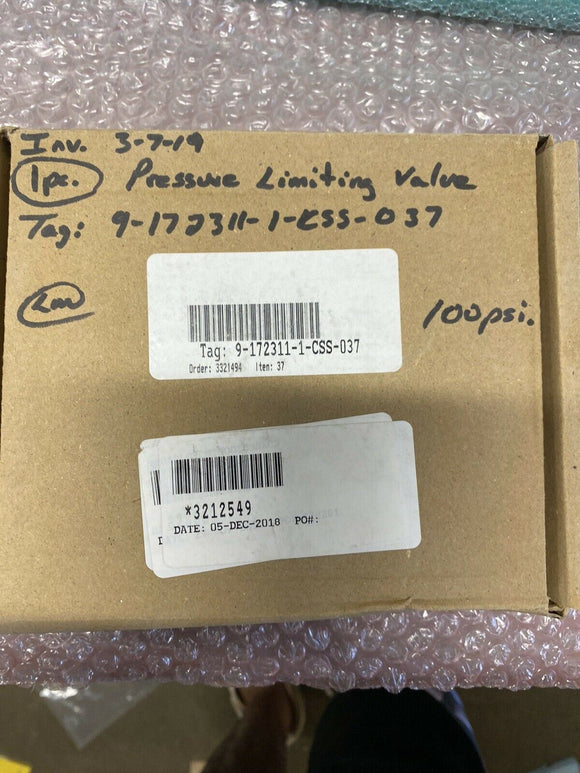 Inv. 3-7-19
1pc. Pressure Limiting Valve
Tag: 9-172311-1-CSS-037
100psi.
Tag: 9-172311-1-CSS-037
Order: 3321494 Item: 37
*3212549
DATE: 05-DEC-2018 PO#: